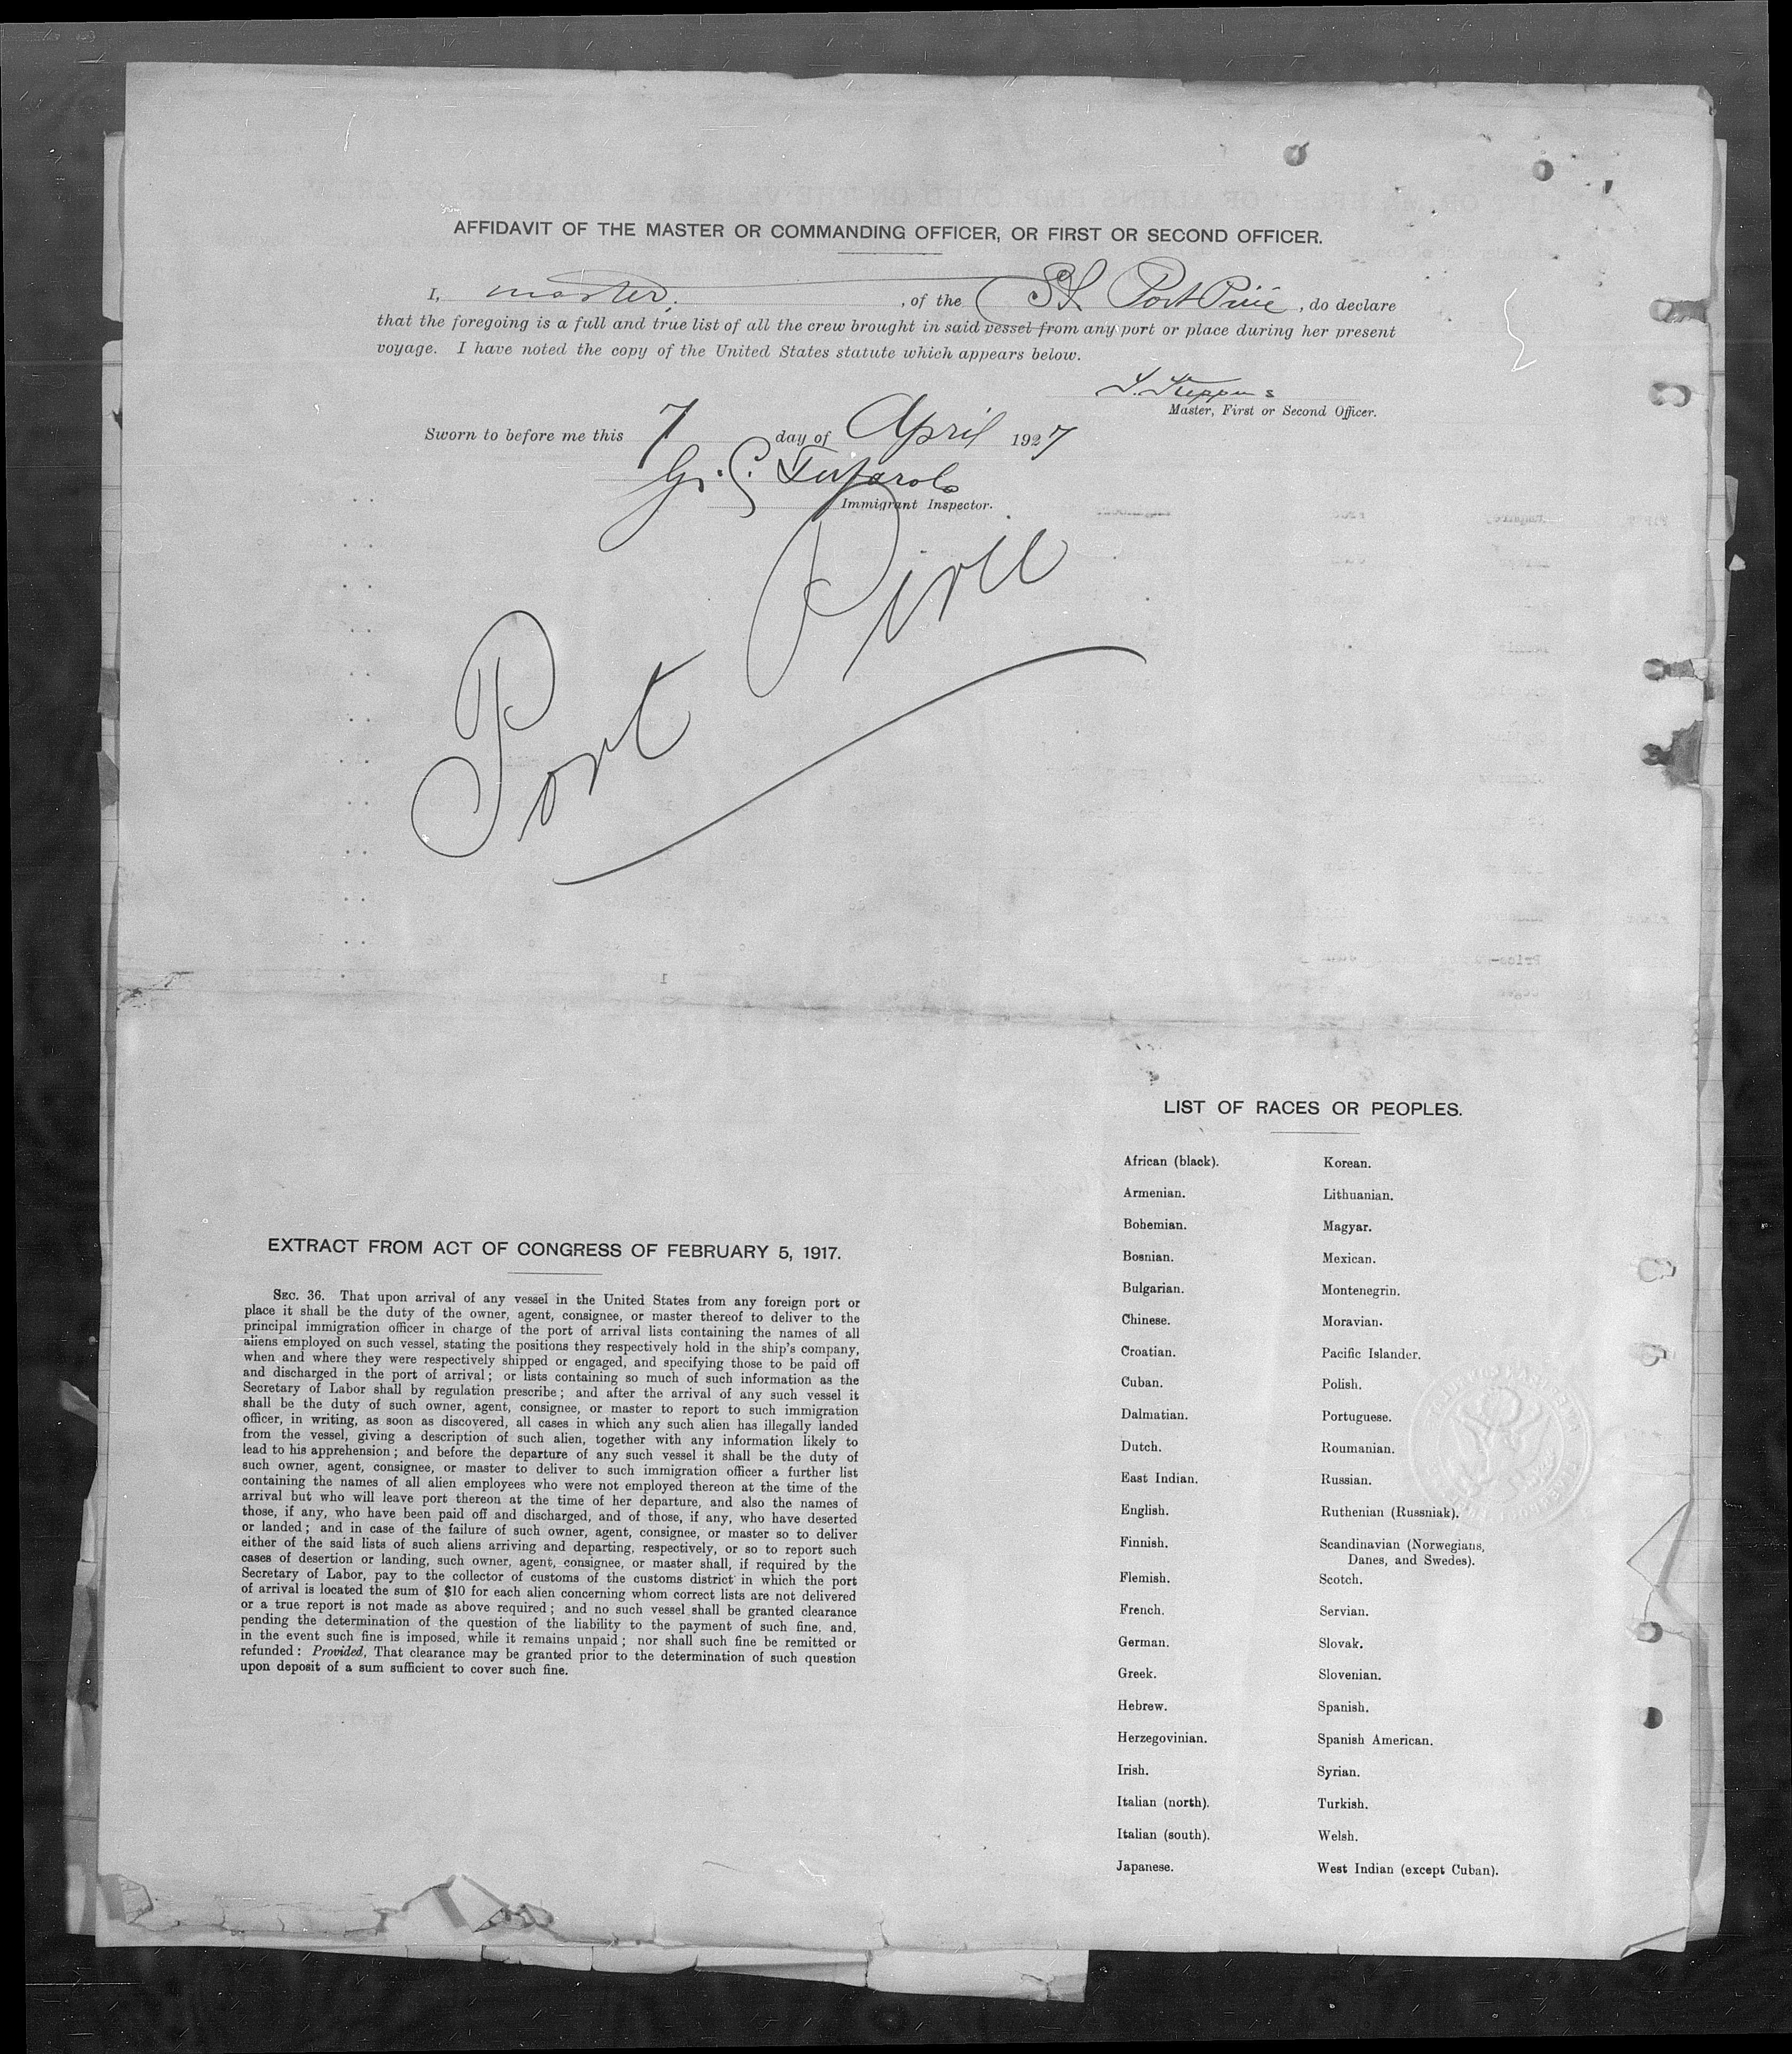 AFFIDAVIT OF THE MASTER OR COMMANDING OFFICER, OR FIRST OR SECOND OFFICER.
I, master, of the SS Port Pirie, do declare
that the foregoing is a full and true list of all the crew brought in said vessel from any port or place during her present
voyage. I have noted the copy of the United States statute which appears below.
Master, First or Second Officer.
Sworn to before me this 7 day of April 1927
G. C.
Immigrant Inspector.
Port Pirie
LIST OF RACES OR PEOPLES.
African (black). Korean.
Armenian. Lithuanian.
Bohemian. Magyar.
Bosnian. Mexican.
Bulgarian. Montenegrin.
Chinese. Moravian.
Croatian. Pacific Islander.
Cuban. Polish.
Dalmatian. Portuguese.
Dutch. Roumanian.
East Indian. Russian.
English. Ruthenian (Russniak).
Finnish. Scandinavian (Norwegians,
Danes, and Swedes).
Flemish. Scotch.
French. Servian.
German. Slovak.
Greek. Slovenian.
Hebrew. Spanish.
Herzegovinian. Spanish American.
Irish. Syrian.
Italian (north). Turkish.
Italian (south). Welsh.
Japanese. West Indian (except Cuban).
EXTRACT FROM ACT OF CONGRESS OF FEBRUARY 5, 1917.
SEC. 36. That upon arrival of any vessel in the United States from any foreign port or
place it shall be the duty of the owner, agent, consignee, or master thereof to deliver to the
principal immigration officer in charge of the port of arrival lists containing the names of all
aliens employed on such vessel, stating the positions they respectively hold in the ship's company,
when and where they were respectively shipped or engaged, and specifying those to be paid off
and discharged in the port of arrival; or lists containing so much of such information as the
Secretary of Labor shall by regulation prescribe; and after the arrival of any such vessel it
shall be the duty of such owner, agent, consignee, or master to report to such immigration
officer, in writing, as soon as discovered, all cases in which any such alien has illegally landed
from the vessel, giving a description of such alien, together with any information likely to
lead to his apprehension; and before the departure of any such vessel it shall be the duty of
such owner, agent, consignee, or master to deliver to such immigration officer a further list
containing the names of all alien employees who were not employed thereon at the time of the
arrival but who will leave port thereon at the time of her departure, and also the names of
those, if any, who have been paid off and discharged, and of those, if any, who have deserted
or landed; and in case of the failure of such owner, agent, consignee, or master so to deliver
either of the said lists of such aliens arriving and departing, respectively, or so to report such
cases of desertion or landing, such owner, agent, consignee, or master shall, if required by the
Secretary of Labor, pay to the collector of customs of the customs district in which the port
of arrival is located the sum of $10 for each alien concerning whom correct lists are not delivered
or a true report is not made as above required; and no such vessel shall be granted clearance
pending the determination of the question of the liability to the payment of such fine, and,
in the event such fine is imposed, while it remains unpaid; nor shall such fine be remitted or
refunded: Provided, That clearance may be granted prior to the determination of such question
upon deposit of a sum sufficient to cover such fine.